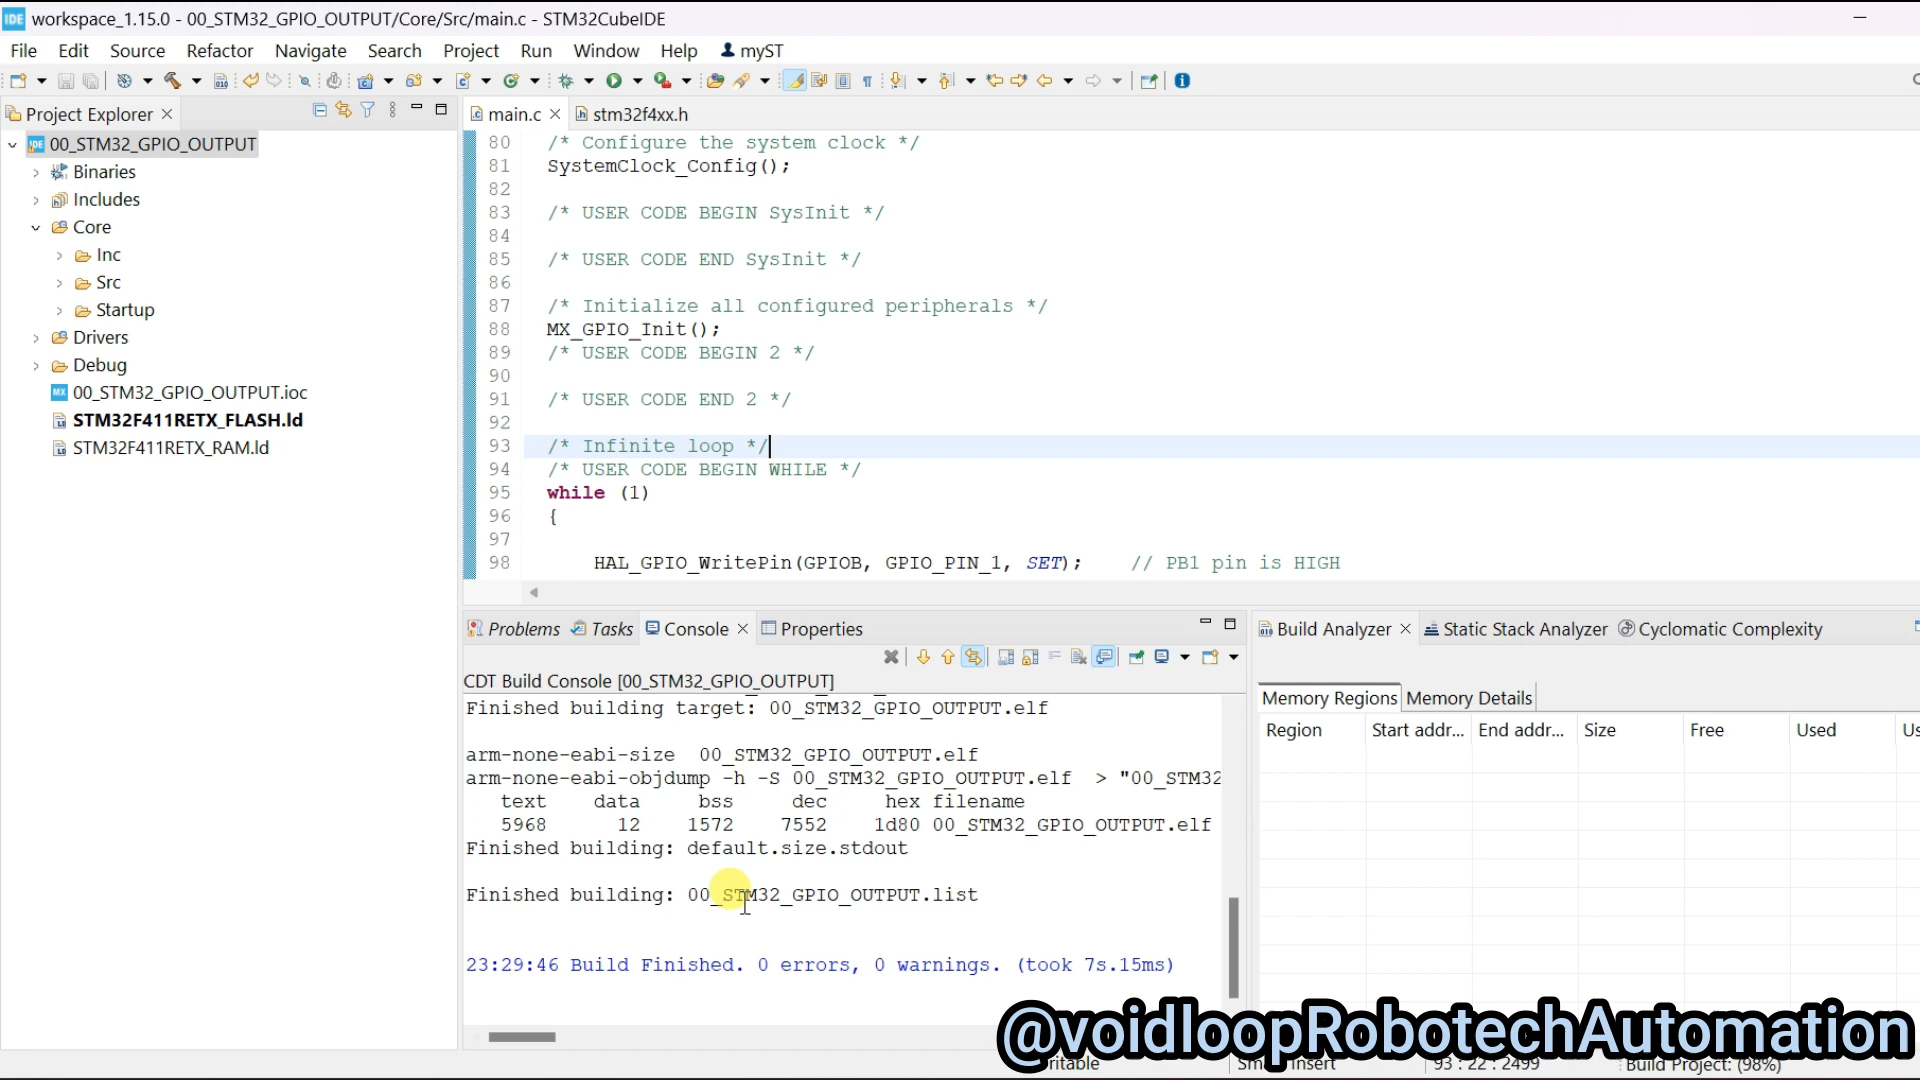 IDE workspace_1.15.0 - 00_STM32_GPIO_OUTPUT/Core/Src/main.c - STM32CubeIDE
File Edit Source Refactor Navigate Search Project Run Window Help myST
Project Explorer
IDE 00_STM32_GPIO_OUTPUT
Binaries
Includes
Core
Inc
Src
Startup
Drivers
Debug
MX 00_STM32_GPIO_OUTPUT.ioc
STM32F411RETX_FLASH.ld
STM32F411RETX_RAM.ld
main.c stm32f4xx.h
80 /* Configure the system clock */
81 SystemClock_Config();
82
83 /* USER CODE BEGIN SysInit */
84
85 /* USER CODE END SysInit */
86
87 /* Initialize all configured peripherals */
88 MX_GPIO_Init();
89 /* USER CODE BEGIN 2 */
90
91 /* USER CODE END 2 */
92
93 /* Infinite loop */
94 /* USER CODE BEGIN WHILE */
95 while (1)
96 {
97
98 HAL_GPIO_WritePin(GPIOB, GPIO_PIN_1, SET); // PB1 pin is HIGH
Problems Tasks Console Properties
CDT Build Console [00_STM32_GPIO_OUTPUT]
Finished building target: 00_STM32_GPIO_OUTPUT.elf
arm-none-eabi-size 00_STM32_GPIO_OUTPUT.elf
arm-none-eabi-objdump -h -S 00_STM32_GPIO_OUTPUT.elf > "00_STM32
text data bss dec hex filename
5968 12 1572 7552 1d80 00_STM32_GPIO_OUTPUT.elf
Finished building: default.size.stdout
Finished building: 00_STM32_GPIO_OUTPUT.list
23:29:46 Build Finished. 0 errors, 0 warnings. (took 7s.15ms)
Build Analyzer Static Stack Analyzer Cyclomatic Complexity
Memory Regions Memory Details
Region Start addr... End addr... Size Free Used
@voidloopRobotechAutomation
93 : 22 : 2499 Build Project: (98%)